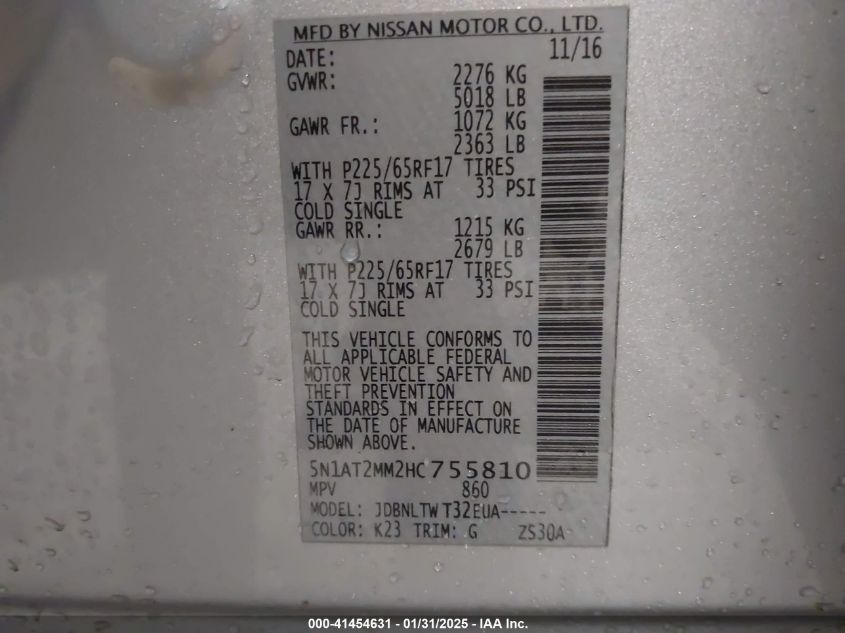 MFD BY NISSAN MOTOR CO., LTD.
DATE: 11/16
GVWR: 2276 KG
5018 LB
GAWR FR.: 1072 KG
2363 LB
WITH P225/65RF17 TIRES
17 X 7J RIMS AT 33 PSI
COLD SINGLE
GAWR RR.: 1215 KG
2679 LB
WITH P225/65RF17 TIRES
17 X 7J RIMS AT 33 PSI
COLD SINGLE
THIS VEHICLE CONFORMS TO
ALL APPLICABLE FEDERAL
MOTOR VEHICLE SAFETY AND
THEFT PREVENTION
STANDARDS IN EFFECT ON
THE DATE OF MANUFACTURE
SHOWN ABOVE.
5N1AT2MM2HC755810
MPV 860
MODEL: JDBNLTW T32EUA-----
COLOR: K23 TRIM: G ZS30A
000-41454631 - 01/31/2025 - IAA Inc.